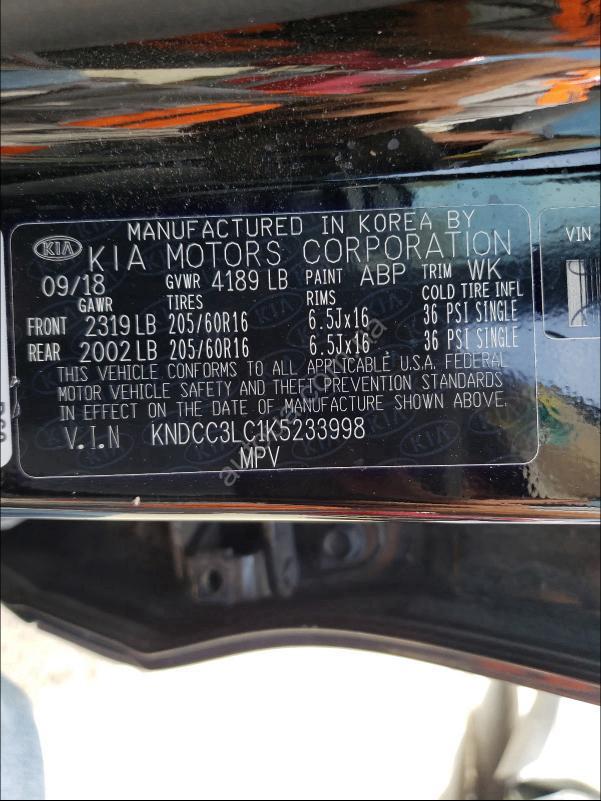 MANUFACTURED IN KOREA BY
KIA KIA MOTORS CORPORATION
09/18 GVWR 4189 LB PAINT ABP TRIM WK
GAWR TIRES RIMS COLD TIRE INFL
FRONT 2319 LB 205/60R16 6.5Jx16 36 PSI SINGLE
REAR 2002 LB 205/60R16 6.5Jx16 36 PSI SINGLE
THIS VEHICLE CONFORMS TO ALL APPLICABLE U.S.A. FEDERAL
MOTOR VEHICLE SAFETY AND THEFT PREVENTION STANDARDS
IN EFFECT ON THE DATE OF MANUFACTURE SHOWN ABOVE.
V.I.N KNDCC3LC1K5233998
MPV
VIN